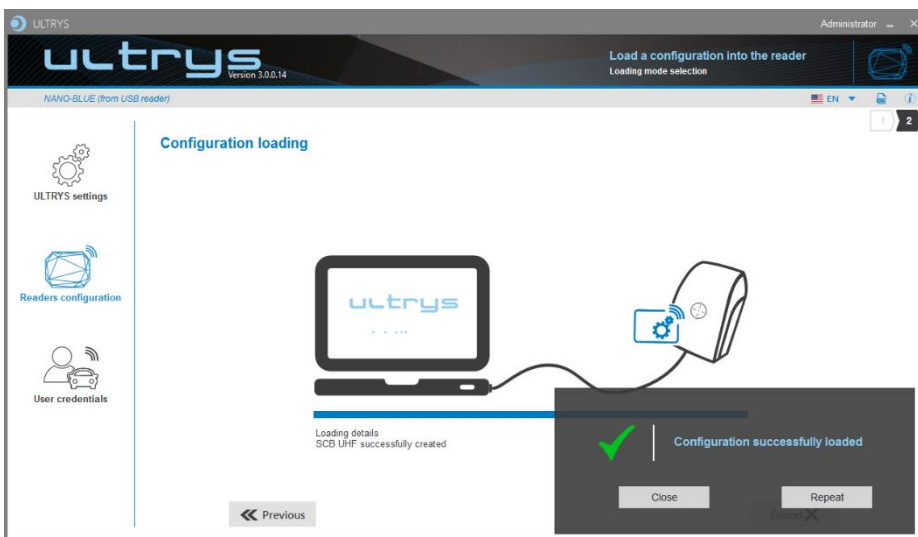 ULTRYS
Administrator
ultrys
Version 3.0.0.14
Load a configuration into the reader
Loading mode selection
NANO-BLUE (from USB reader)
EN
1
2
Configuration loading
ULTRYS settings
Readers configuration
User credentials
ultrys
Loading details
SCB UHF successfully created
Configuration successfully loaded
Close
Repeat
Previous
Cancel